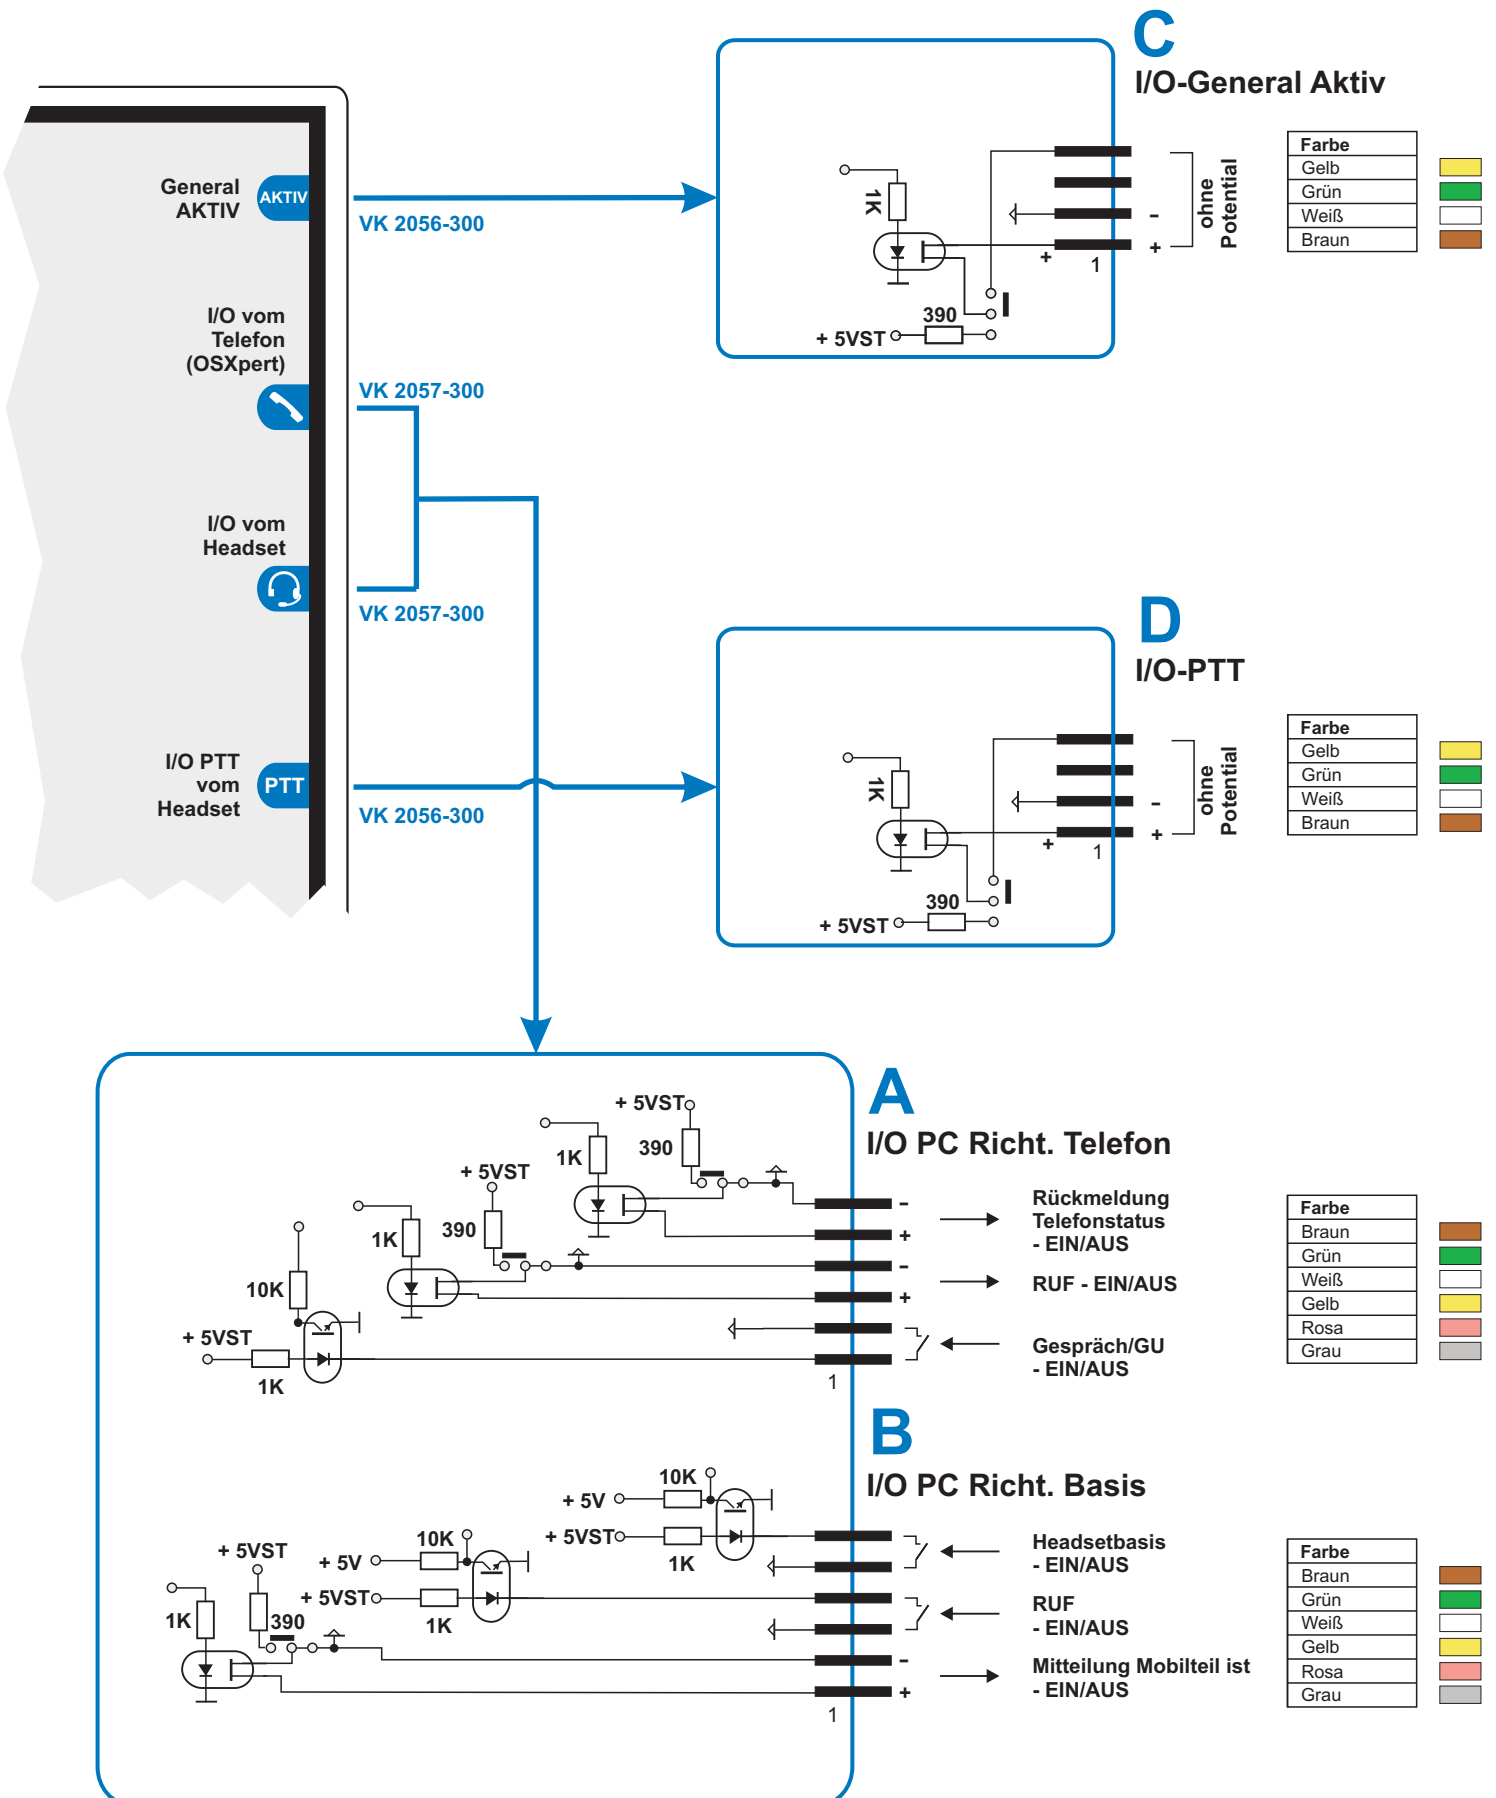 C
I/O-General Aktiv
General
AKTIV
AKTIV
VK 2056-300
1K
390
+ 5VST
+
1
-
+
ohne
Potential
Farbe
Gelb
Grün
Weiß
Braun
I/O vom
Telefon
(OSXpert)
VK 2057-300
I/O vom
Headset
VK 2057-300
D
I/O-PTT
I/O PTT
vom
Headset
PTT
VK 2056-300
1K
390
+ 5VST
+
1
-
+
ohne
Potential
Farbe
Gelb
Grün
Weiß
Braun
A
I/O PC Richt. Telefon
+ 5VST
390
1K
+ 5VST
390
1K
10K
+ 5VST
1K
-
+
-
+
1
Rückmeldung
Telefonstatus
- EIN/AUS
RUF - EIN/AUS
Gespräch/GU
- EIN/AUS
Farbe
Braun
Grün
Weiß
Gelb
Rosa
Grau
B
I/O PC Richt. Basis
10K
+ 5V
+ 5VST
1K
10K
+ 5V
+ 5VST
1K
+ 5VST
1K
390
-
+
1
Headsetbasis
- EIN/AUS
RUF
- EIN/AUS
Mitteilung Mobilteil ist
- EIN/AUS
Farbe
Braun
Grün
Weiß
Gelb
Rosa
Grau